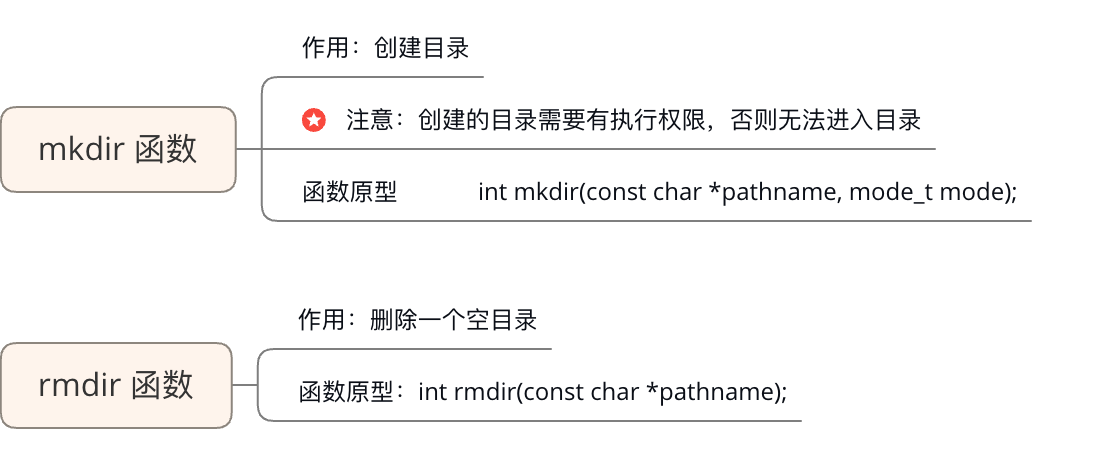 作用：创建目录
注意：创建的目录需要有执行权限，否则无法进入目录
mkdir 函数
函数原型 int mkdir(const char *pathname, mode_t mode);
作用：删除一个空目录
rmdir 函数
函数原型：int rmdir(const char *pathname);